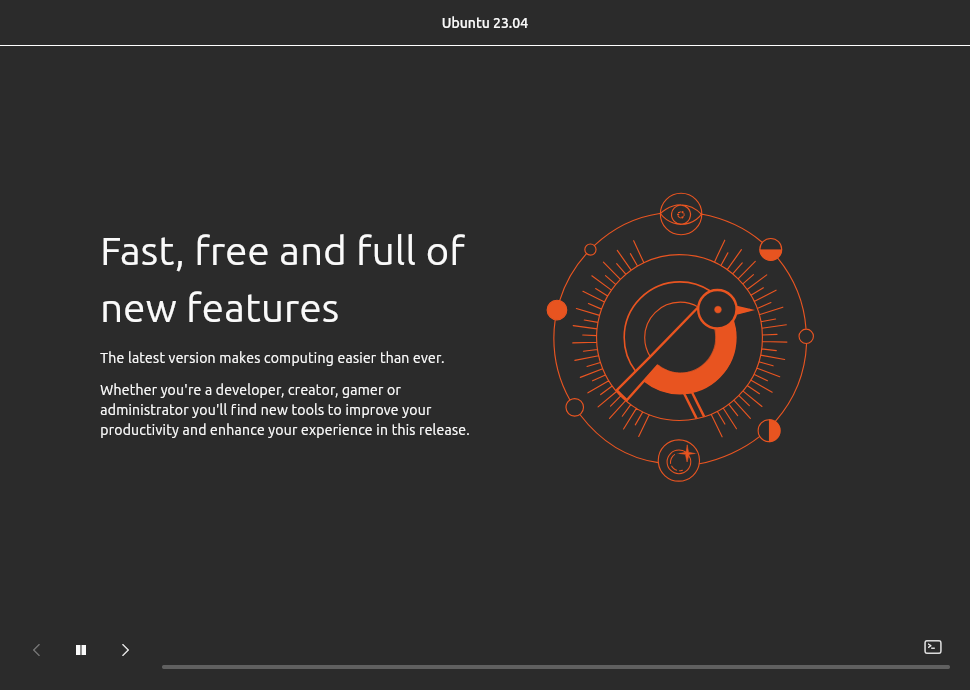 Ubuntu 23.04
Fast, free and full of
new features
The latest version makes computing easier than ever.
Whether you're a developer, creator, gamer or
administrator you'll find new tools to improve your
productivity and enhance your experience in this release.